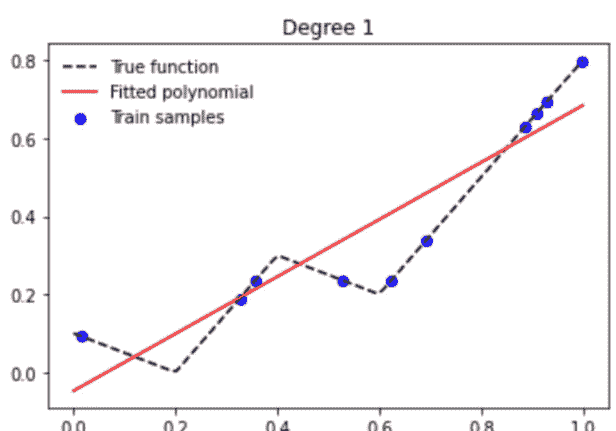 Degree 1
True function
Fitted polynomial
Train samples
0.8
0.6
0.4
0.2
0.0
0.0 0.2 0.4 0.6 0.8 1.0